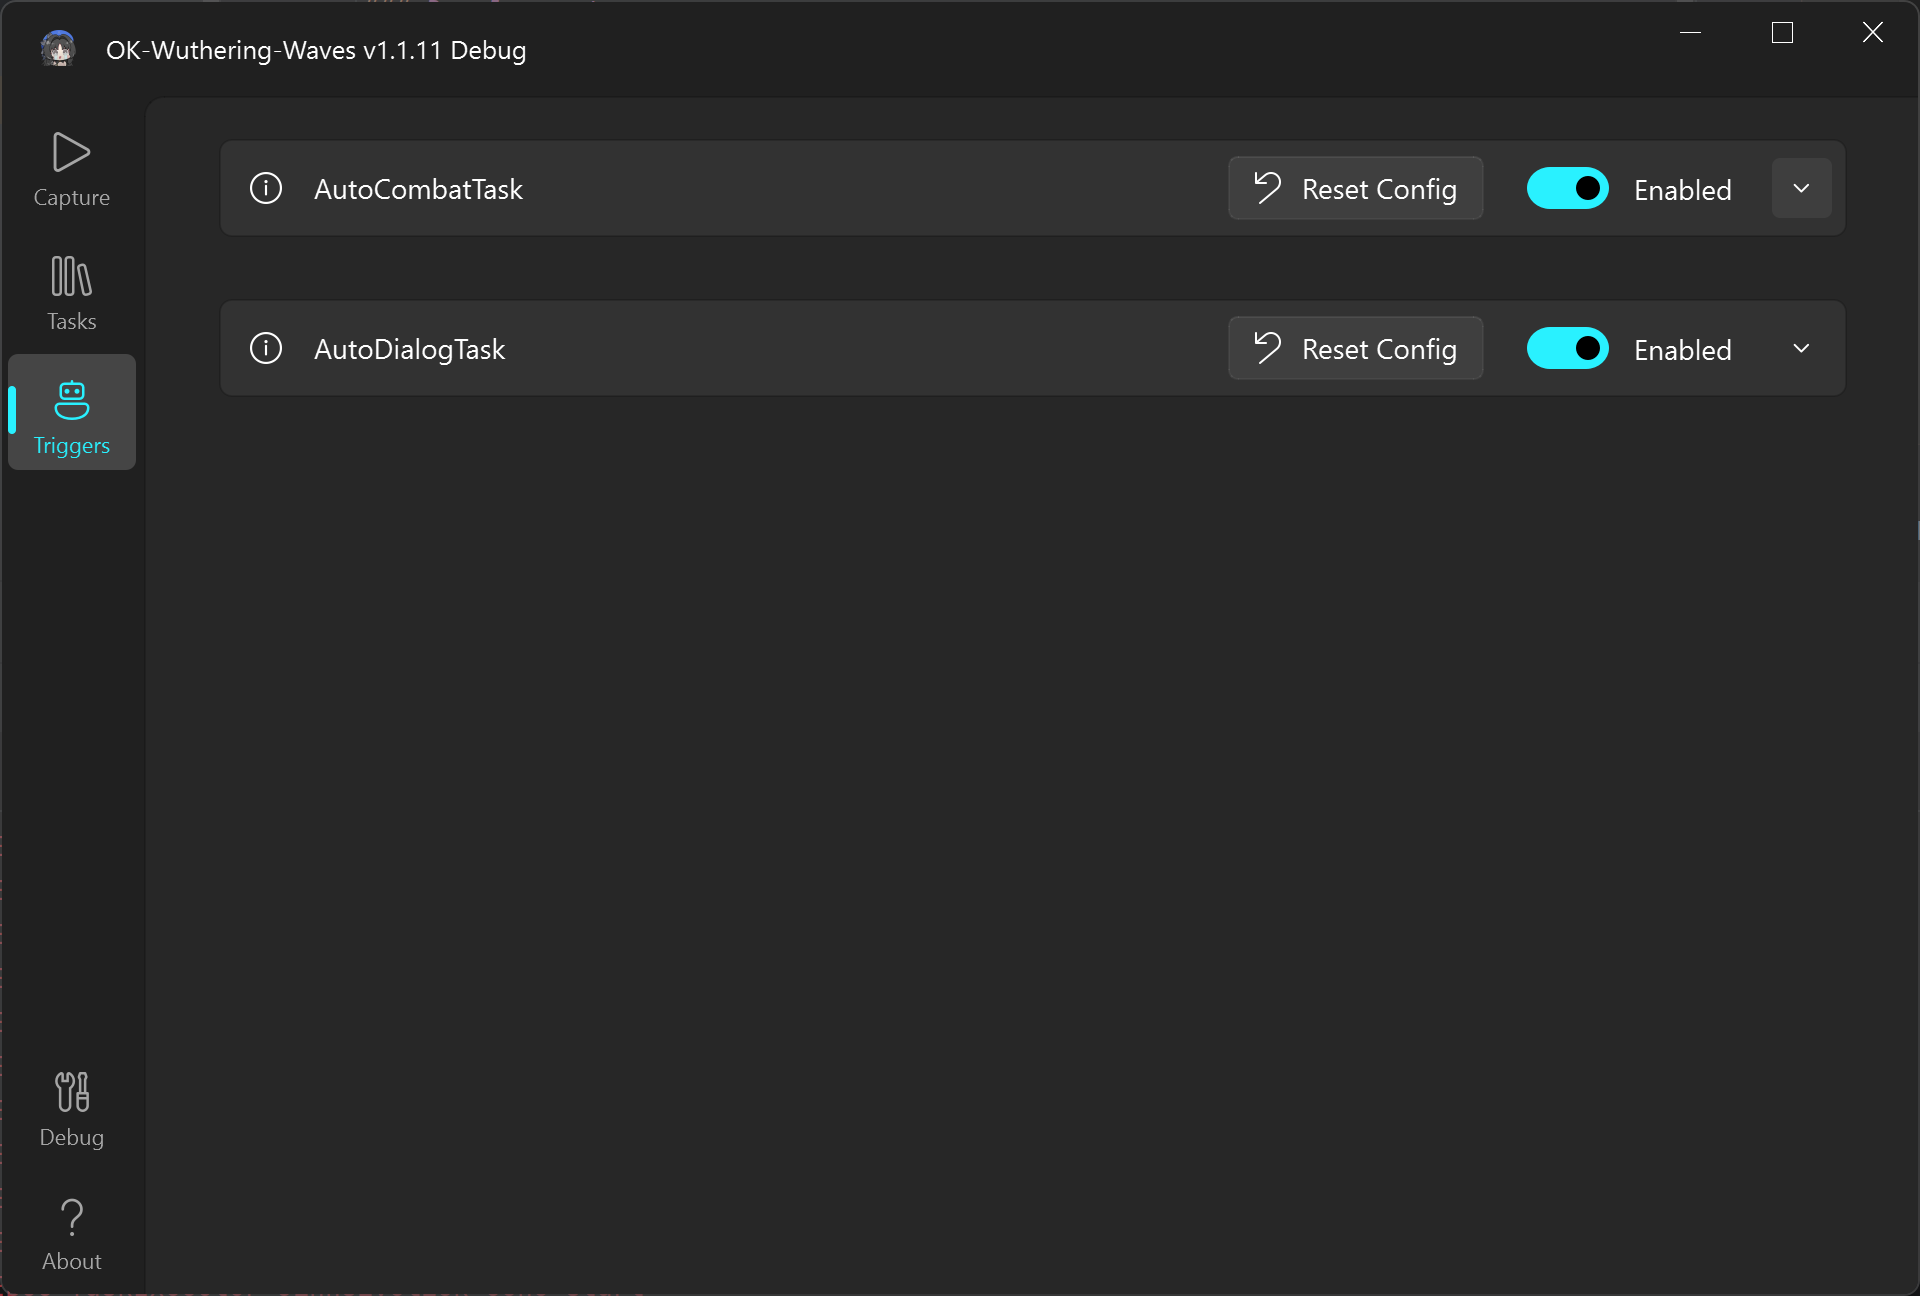 OK-Wuthering-Waves v1.1.11 Debug
Capture
Tasks
Triggers
AutoCombatTask
Reset Config
Enabled
AutoDialogTask
Reset Config
Enabled
Debug
About